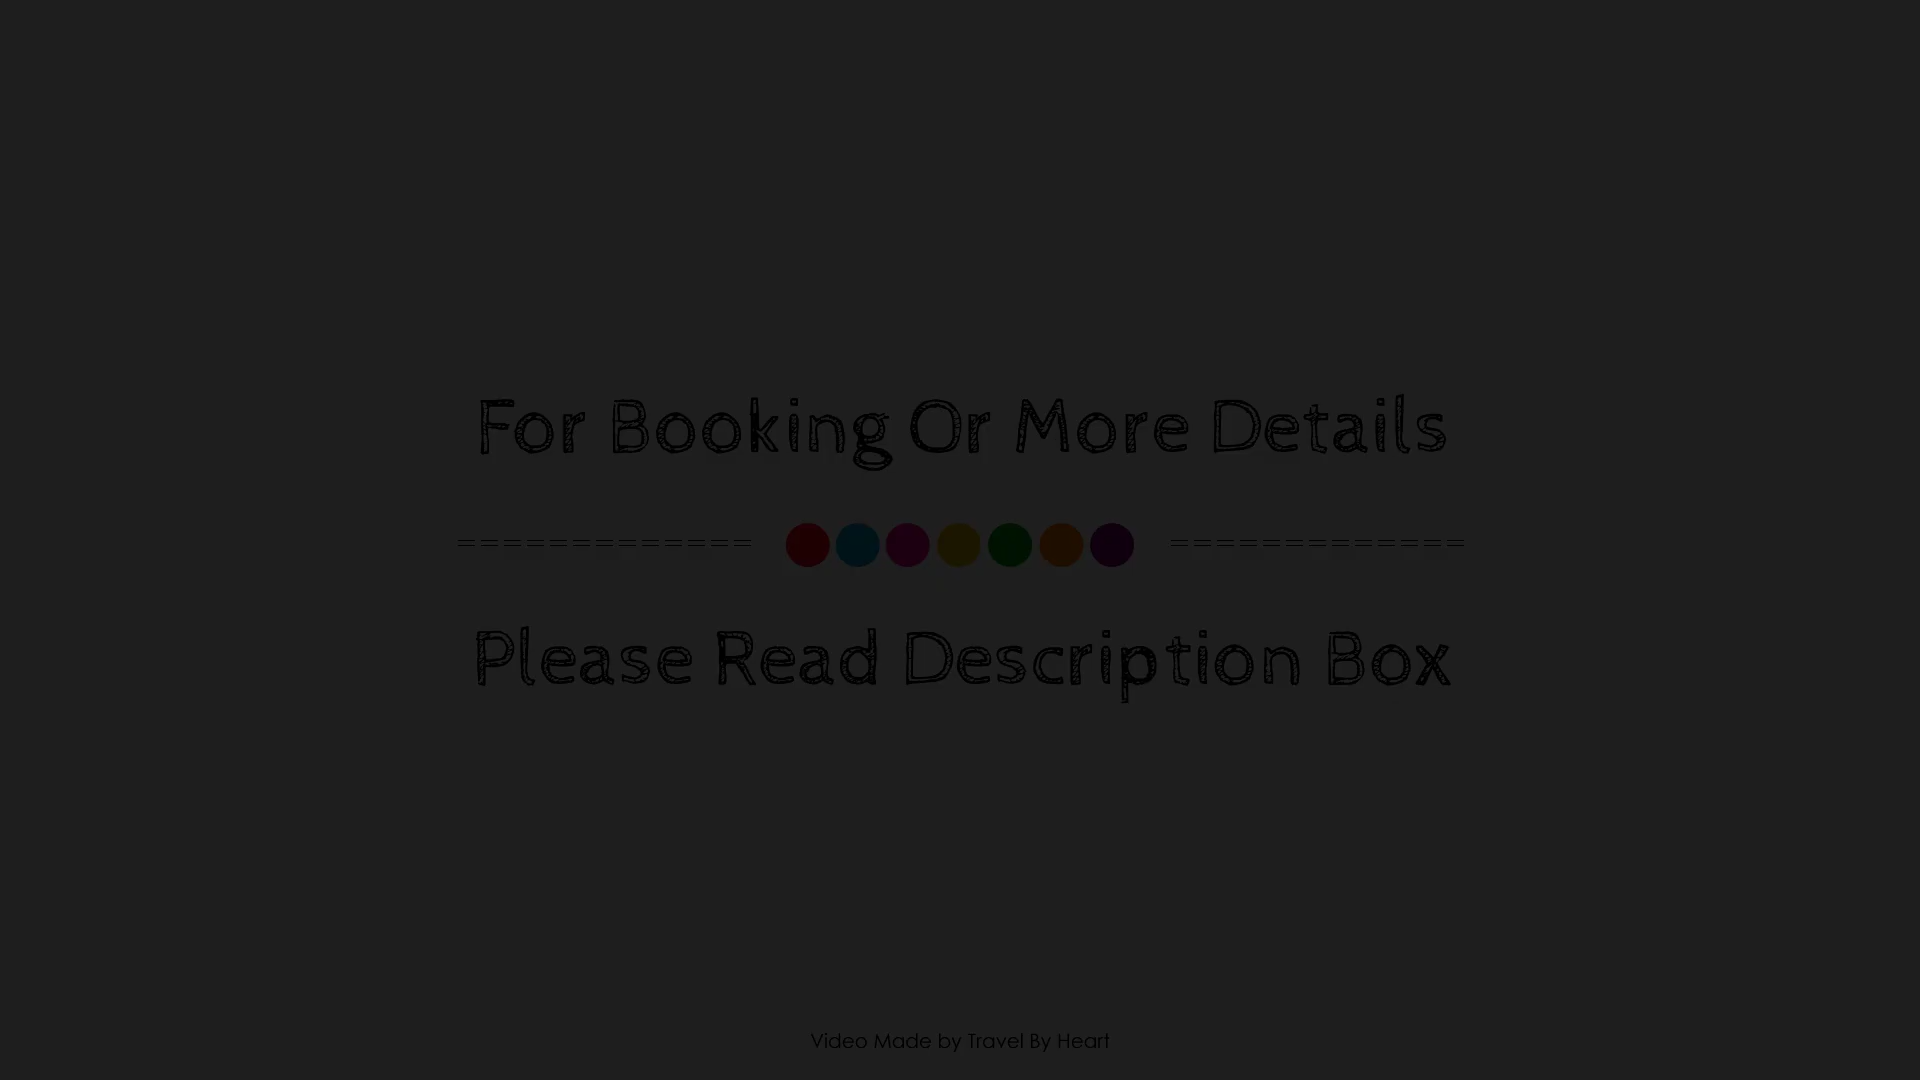 For Booking Or More Details
============= =============
Please Read Description Box
Video Made by Travel By Heart